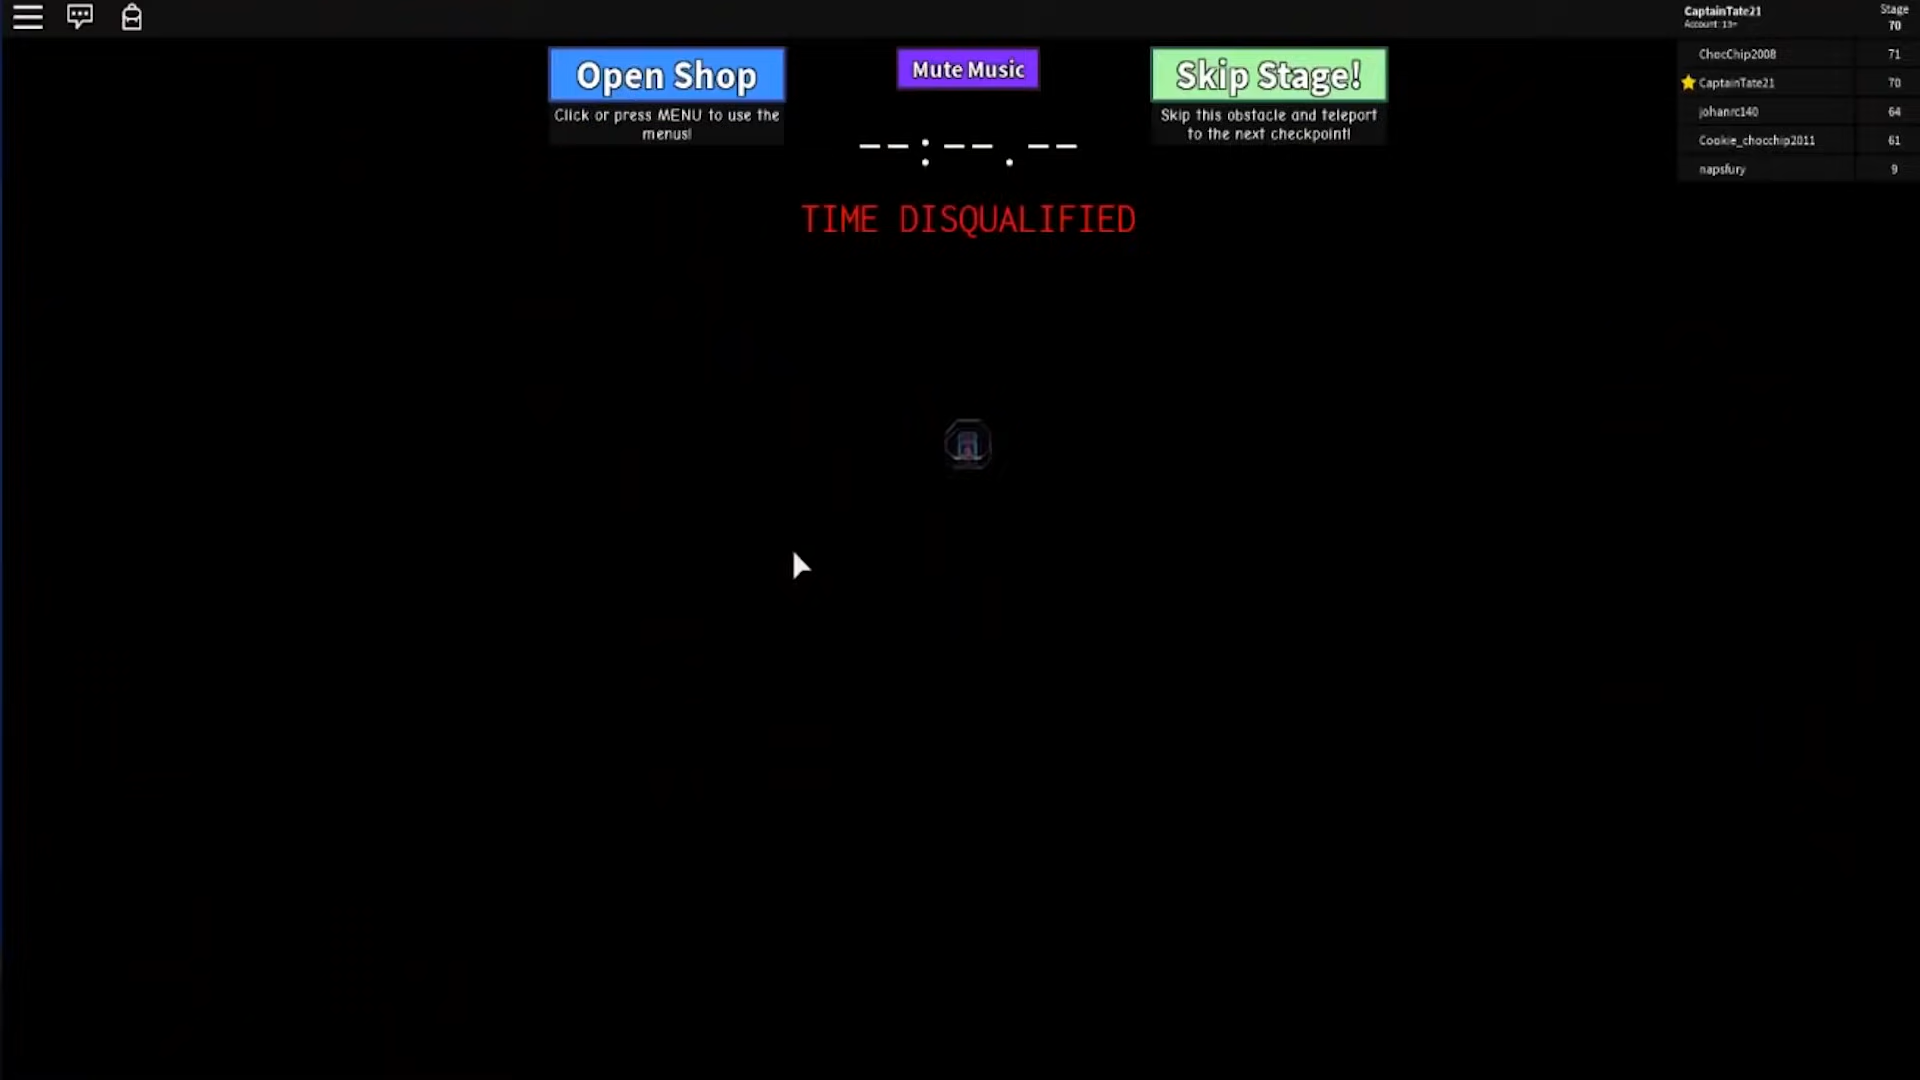 CaptainTate21 Stage
Account: 13+ 70
Open Shop
Mute Music
Skip Stage!
Click or press MENU to use the
menus!
Skip this obstacle and teleport
to the next checkpoint!
--:--.--
TIME DISQUALIFIED
ChocChip2008 71
CaptainTate21 70
johanrc140 64
Cookie_chocchip2011 61
napsfury 9